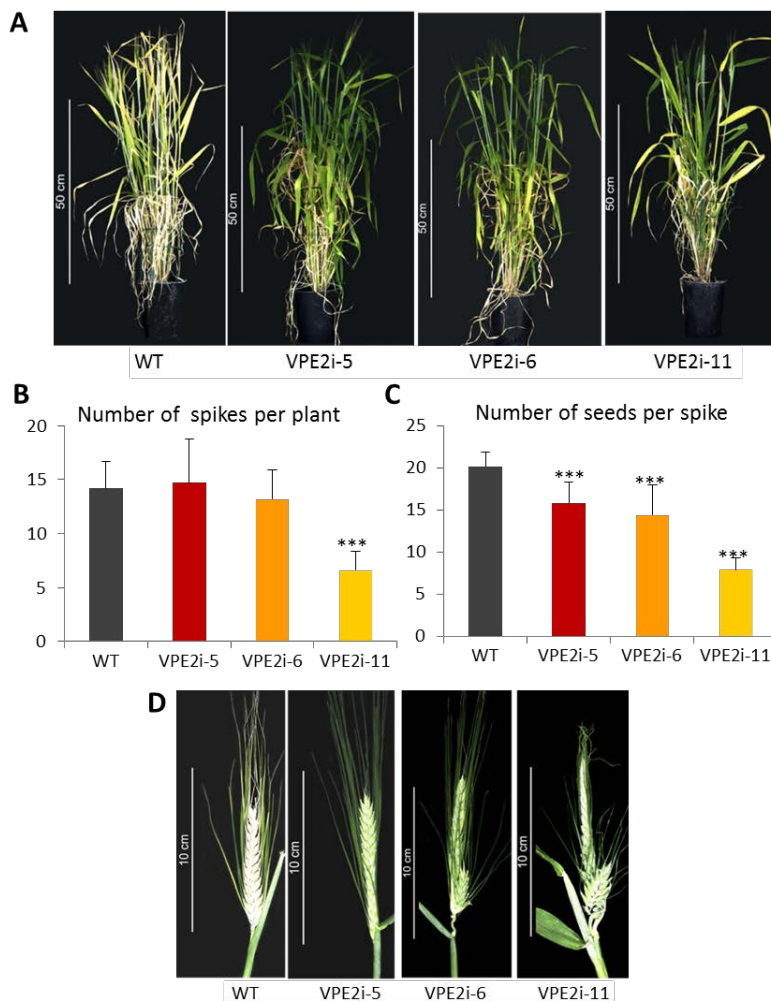 A
50 cm
50 cm
50 cm
50 cm
WT VPE2i-5 VPE2i-6 VPE2i-11
B
Number of spikes per plant
20
15
10
5
0
***
WT VPE2i-5 VPE2i-6 VPE2i-11
C
Number of seeds per spike
25
20
15
10
5
0
***
***
***
WT VPE2i-5 VPE2i-6 VPE2i-11
D
10 cm
10 cm
10 cm
10 cm
WT VPE2i-5 VPE2i-6 VPE2i-11